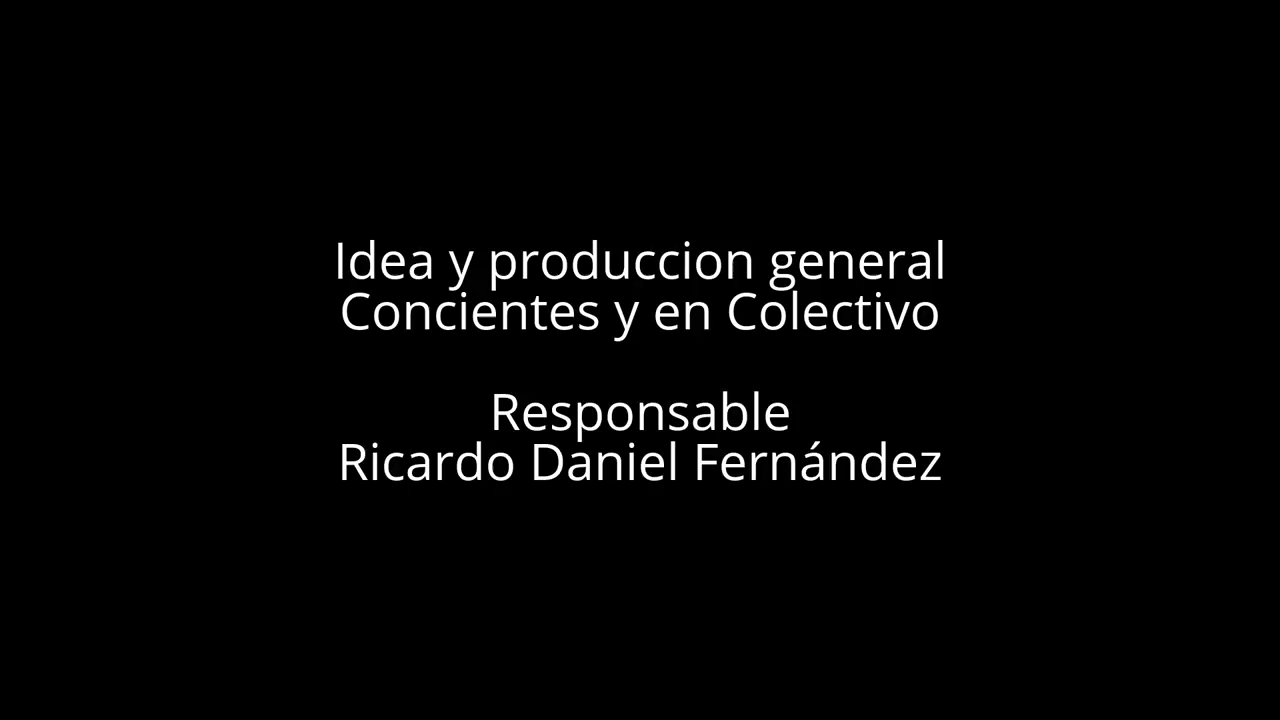 Idea y produccion general
Concientes y en Colectivo
Responsable
Ricardo Daniel Fernández